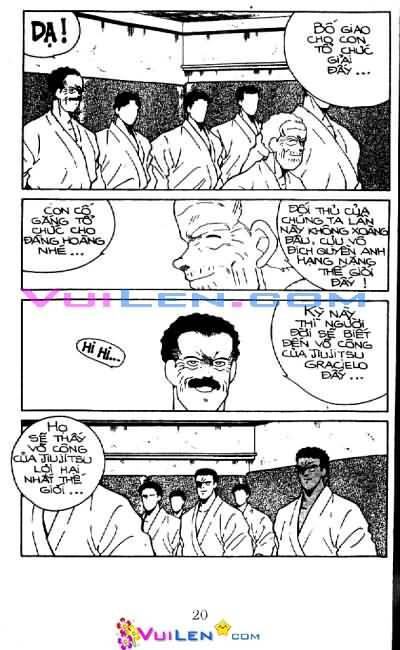 DẠ!
BỐ GIAO
CHO CON
TỔ CHỨC
GIẢI
ĐẤY...
CON CỐ
GẮNG TỔ
CHỨC CHO
ĐÀNG HOÀNG
NHÉ...
ĐỐI THỦ CỦA
CHÚNG TA LẦN
NÀY KHÔNG XOÀNG
ĐÂU, CỰU VÔ
ĐỊCH QUYỀN ANH
HẠNG NẶNG
THẾ GIỚI
ĐẤY!
VuiLen.com
HI HI...
KỲ NÀY
THÌ NGƯỜI
ĐỜI SẼ BIẾT
ĐẾN VÕ CÔNG
CỦA JIUJITSU
GRACIELO
ĐÂY...
HỌ
SẼ THẤY
VÕ CÔNG
CỦA JIUJITSU
LỢI HẠI
NHẤT THẾ
GIỚI...
20
VuiLen.com